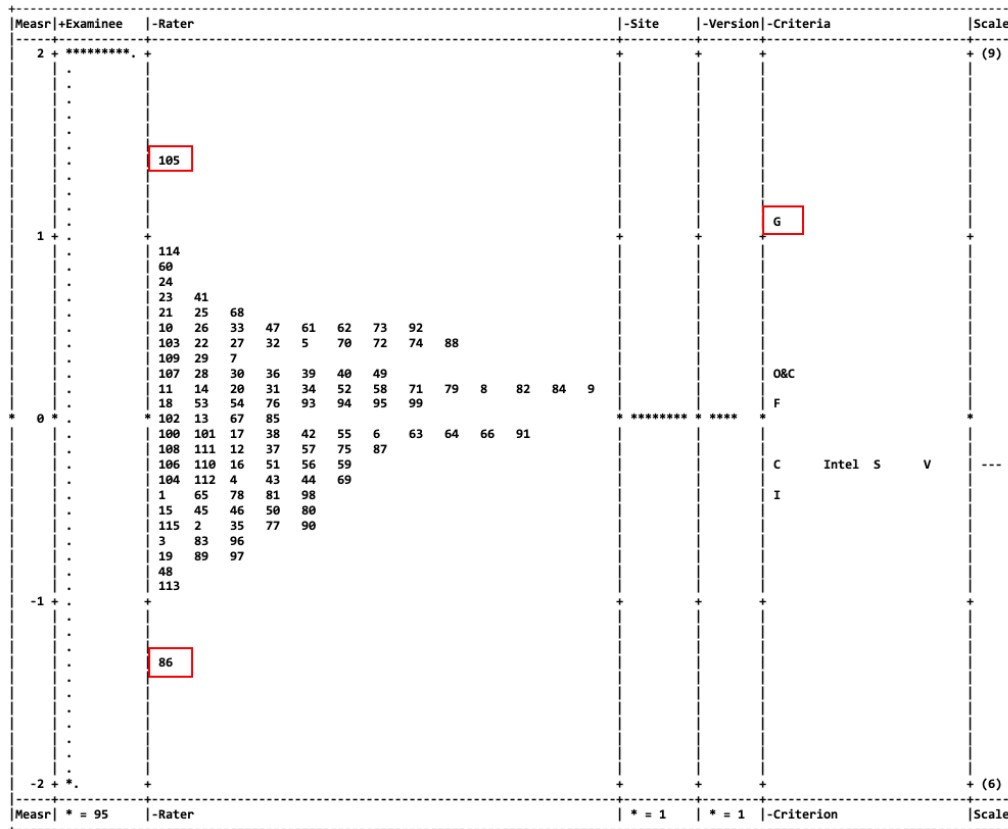 Measr|+Examinee |-Rater |-Site |-Version|-Criteria |Scale
2 + *********. + + + + + (9)
.
.
.
.
.
.
. 105
.
.
.
. G
1 + . + + + + +
. 114
. 60
. 24
. 23 41
. 21 25 68
. 10 26 33 47 61 62 73 92
. 103 22 27 32 5 70 72 74 88
. 109 29 7
. 107 28 30 36 39 40 49 O&C
. 11 14 20 31 34 52 58 71 79 8 82 84 9
. 18 53 54 76 93 94 95 99 F
* 0 * . * 102 13 67 85 * ******** * **** * *
. 100 101 17 38 42 55 6 63 64 66 91
. 108 111 12 37 57 75 87
. 106 110 16 51 56 59 C Intel S V ---
. 104 112 4 43 44 69
. 1 65 78 81 98 I
. 15 45 46 50 80
. 115 2 35 77 90
. 3 83 96
. 19 89 97
. 48
. 113
-1 + . + + + + +
.
.
.
. 86
.
.
.
.
.
.
.
-2 + *. + + + + + (6)
Measr| * = 95 |-Rater | * = 1 | * = 1 |-Criterion |Scale